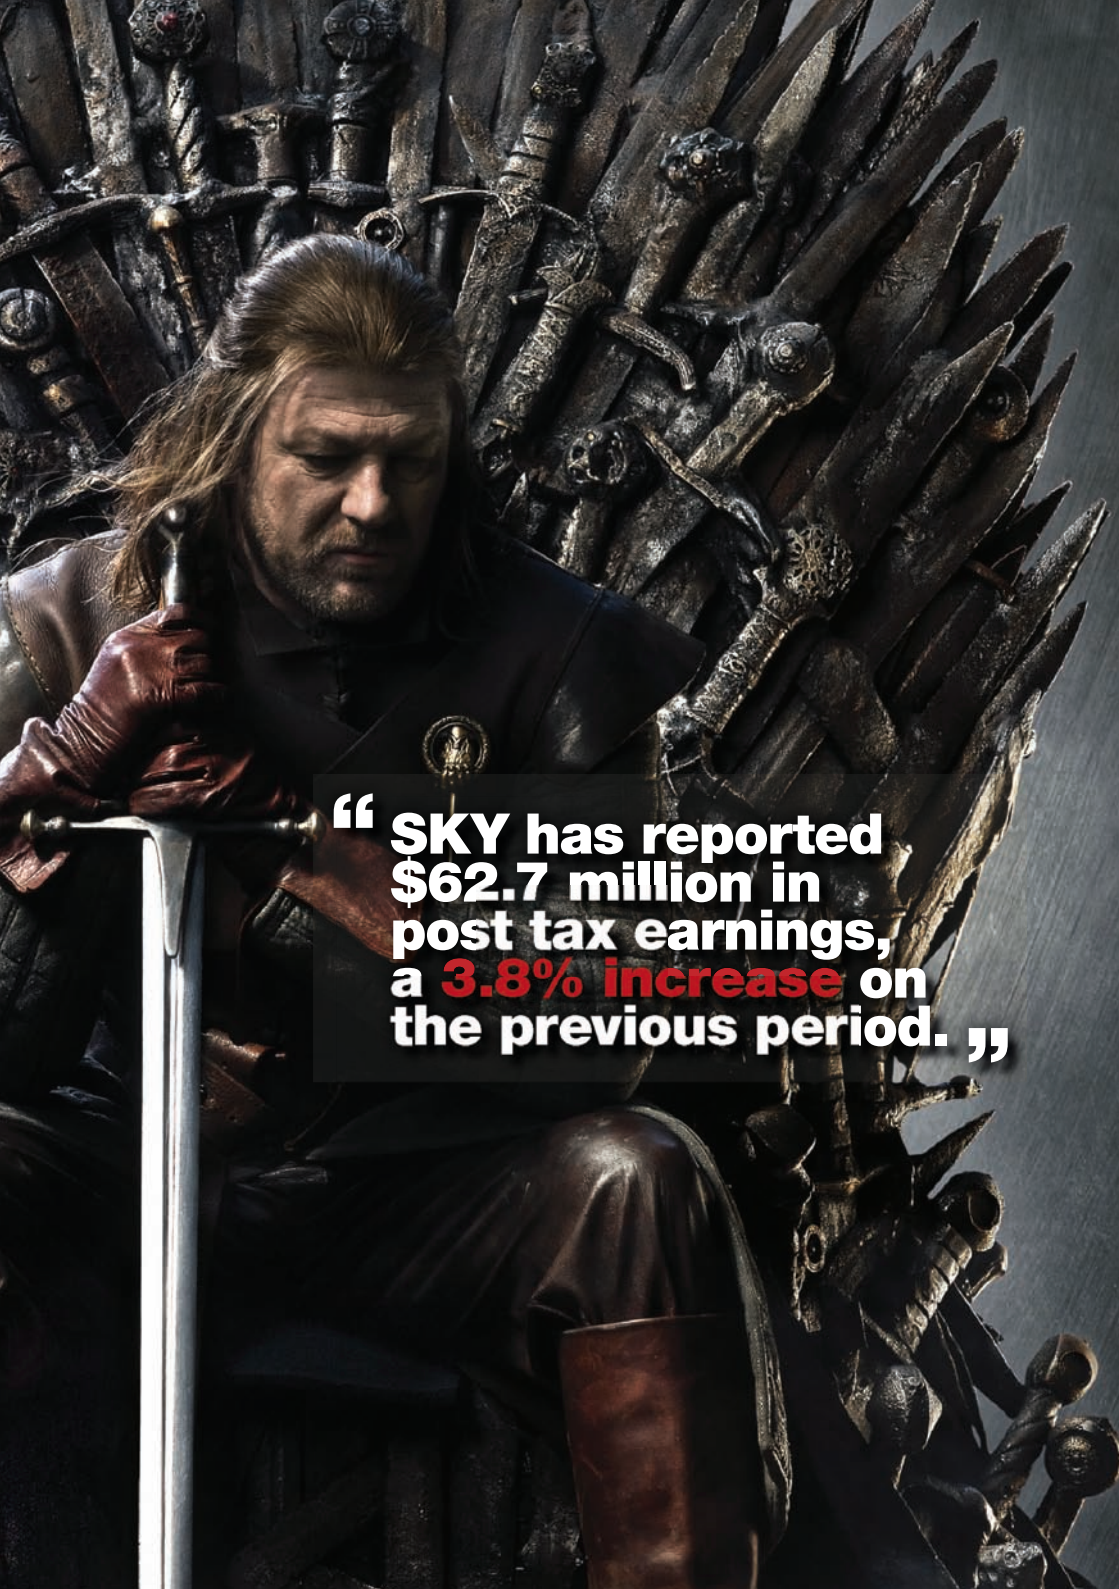 “ SKY has reported
$62.7 million in
post tax earnings,
a 3.8% increase on
the previous period. ”